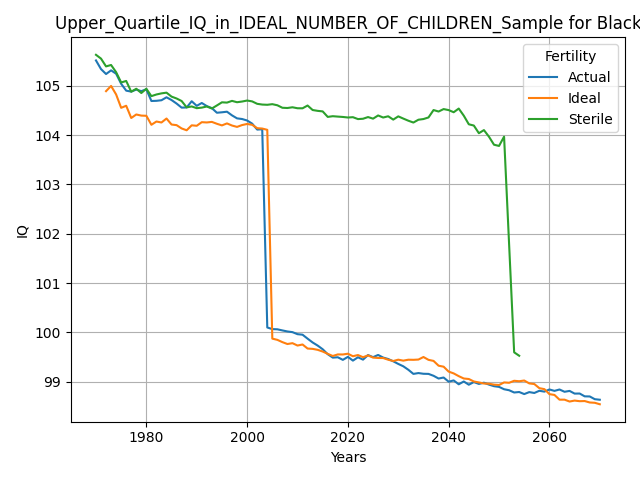 Upper_Quartile_IQ_in_IDEAL_NUMBER_OF_CHILDREN_Sample for Black
Fertility
Actual
Ideal
Sterile
IQ
105
104
103
102
101
100
99
1980
2000
2020
2040
2060
Years